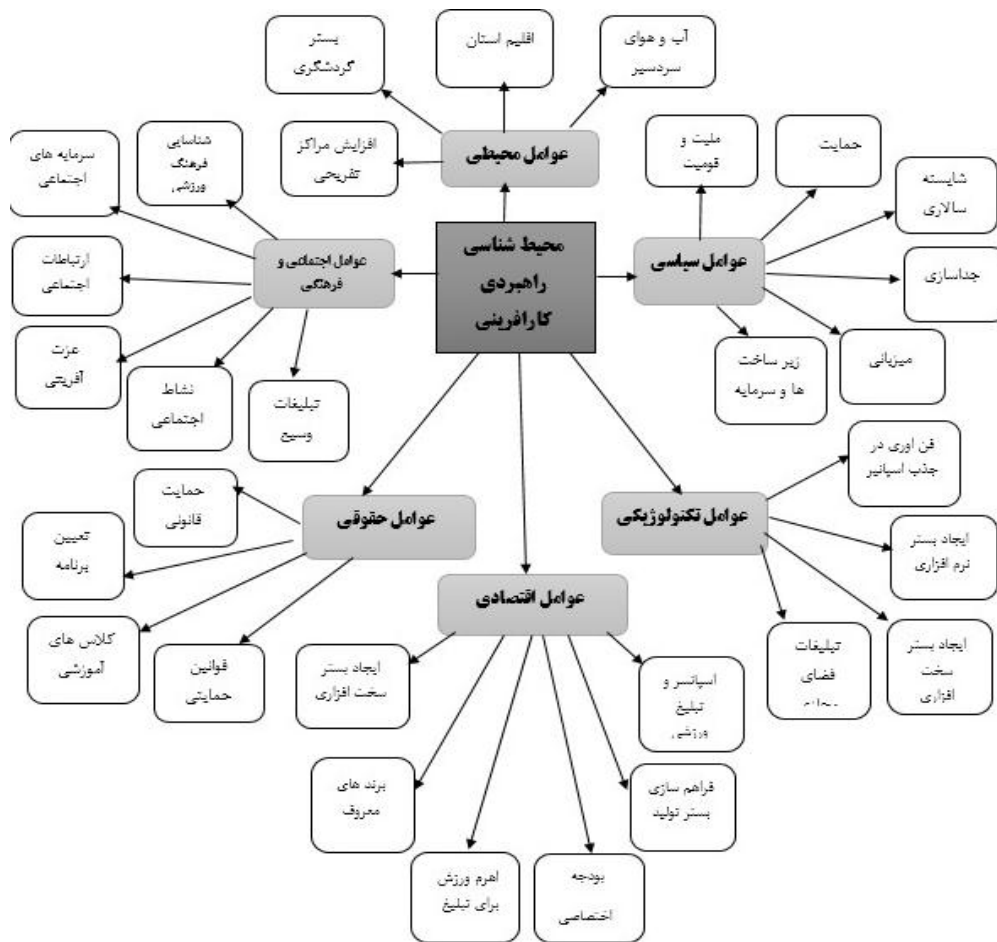 بستر
گردشگری
اقلیم استان
آب و هوای
سردسیر
افزایش مراکز
تفریحی
عوامل محیطی
ملیت و
قومیت
حمایت
شایسته
سالاری
جداسازی
میزبانی
زیر ساخت
ها و سرمایه
عوامل سیاسی
محیط شناسی
راهبردی
کارافرینی
عوامل اجتماعی و
فرهنگی
شناسایی
فرهنگ
ورزشی
سرمایه های
اجتماعی
ارتباطات
اجتماعی
عزت
آفرینی
نشاط
اجتماعی
تبلیغات
وسیع
عوامل حقوقی
حمایت
قانونی
تعیین
برنامه
کلاس های
آموزشی
قوانین
حمایتی
عوامل اقتصادی
ایجاد بستر
سخت افزاری
برند های
معروف
اهرم ورزش
برای تبلیغ
بودجه
اختصاصی
فراهم سازی
بستر تولید
اسپانسر و
تبلیغ
ورزشی
عوامل تکنولوژیکی
فن اوری در
جذب اسپانیر
ایجاد بستر
نرم افزاری
ایجاد بستر
سخت
افزاری
تبلیغات
فضای